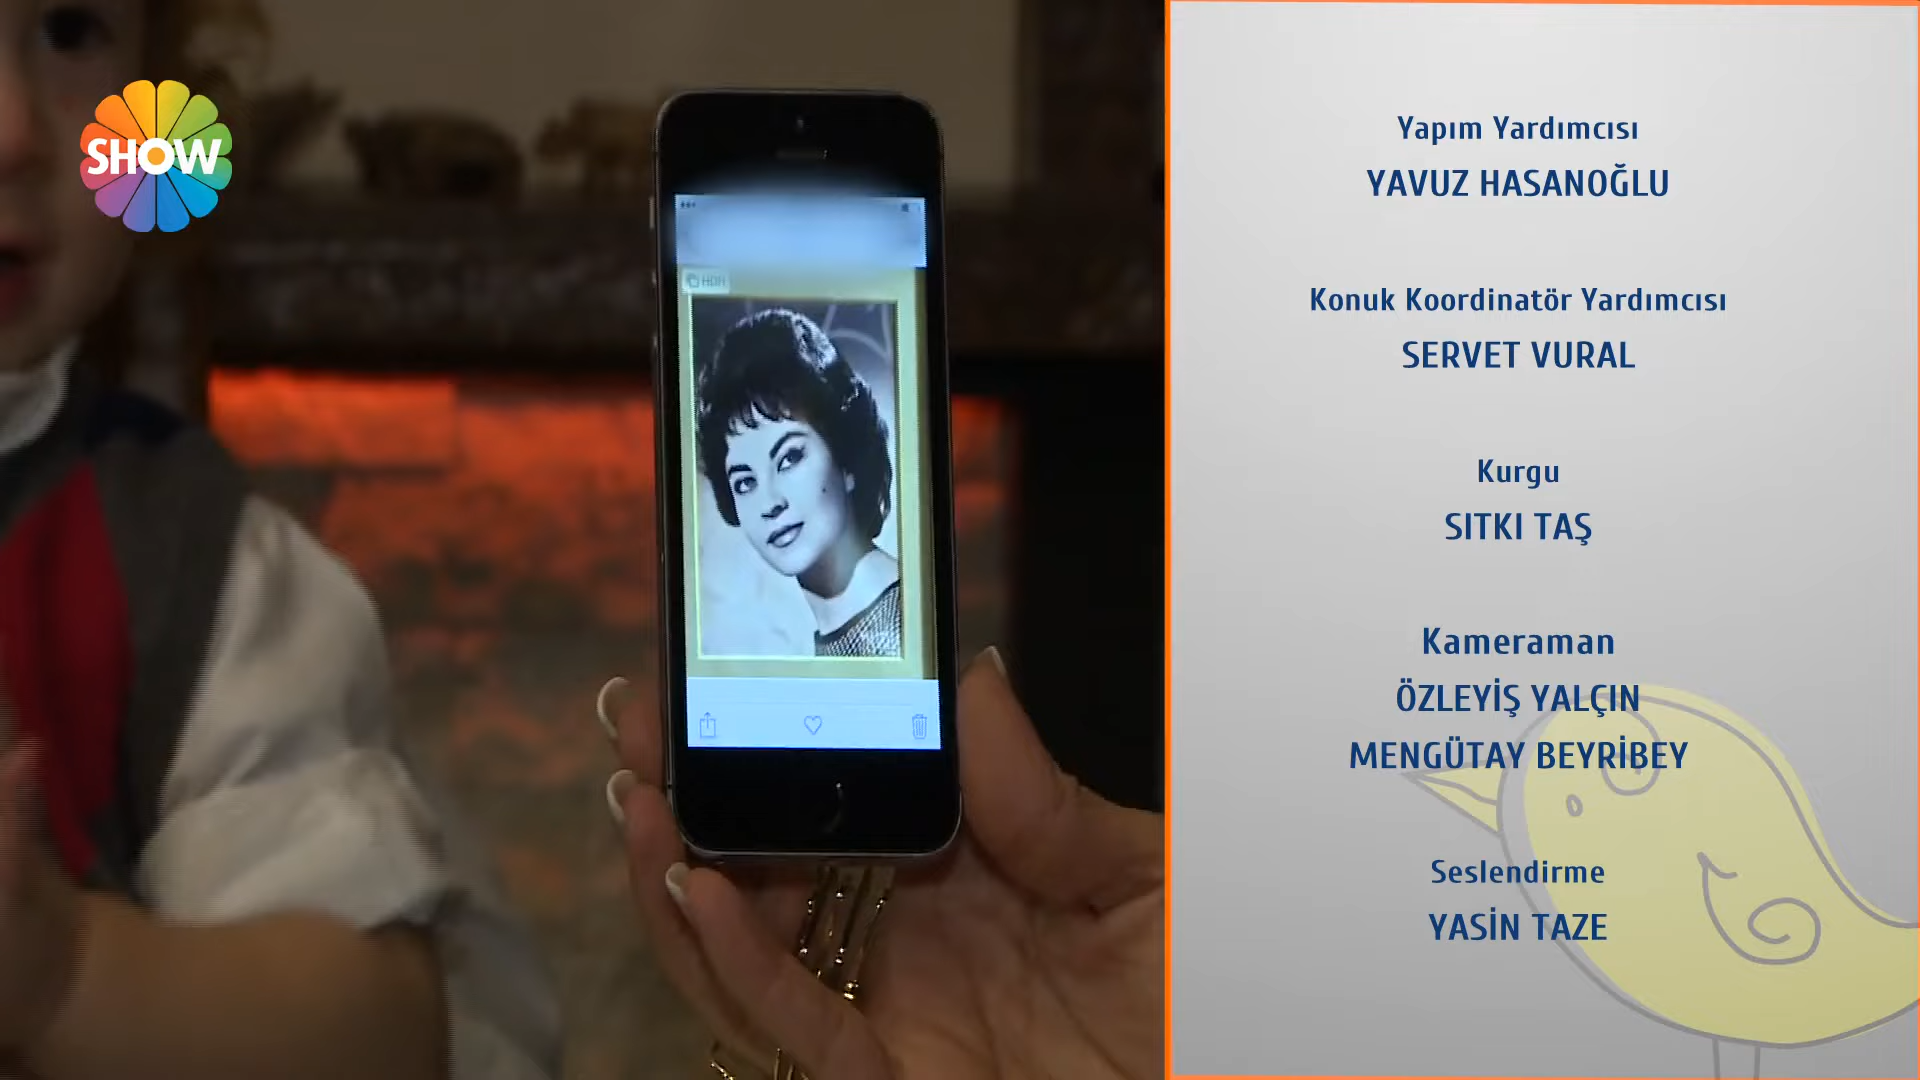 SHOW
HDR
Yapım Yardımcısı
YAVUZ HASANOĞLU
Konuk Koordinatör Yardımcısı
SERVET VURAL
Kurgu
SITKI TAŞ
Kameraman
ÖZLEYİŞ YALÇIN
MENGÜTAY BEYRİBEY
Seslendirme
YASİN TAZE